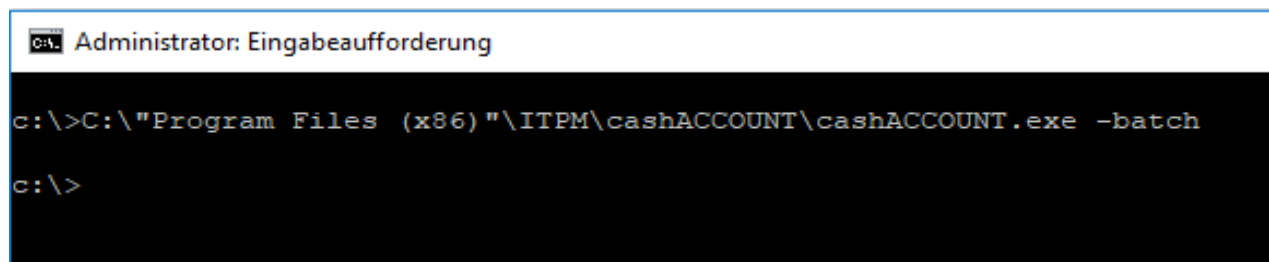 Administrator: Eingabeaufforderung
c:\>C:\"Program Files (x86)"\ITPM\cashACCOUNT\cashACCOUNT.exe -batch
c:\>